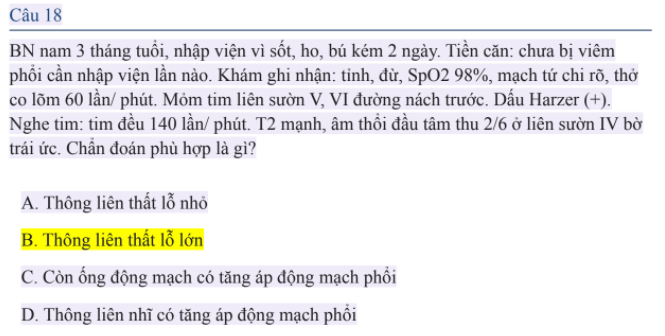 Câu 18
BN nam 3 tháng tuổi, nhập viện vì sốt, ho, bú kém 2 ngày. Tiền căn: chưa bị viêm
phổi cần nhập viện lần nào. Khám ghi nhận: tỉnh, đừ, SpO2 98%, mạch tứ chi rõ, thở
co lõm 60 lần/ phút. Mỏm tim liên sườn V, VI đường nách trước. Dấu Harzer (+).
Nghe tim: tim đều 140 lần/ phút. T2 mạnh, âm thổi đầu tâm thu 2/6 ở liên sườn IV bờ
trái ức. Chẩn đoán phù hợp là gì?
A. Thông liên thất lỗ nhỏ
B. Thông liên thất lỗ lớn
C. Còn ống động mạch có tăng áp động mạch phổi
D. Thông liên nhĩ có tăng áp động mạch phổi